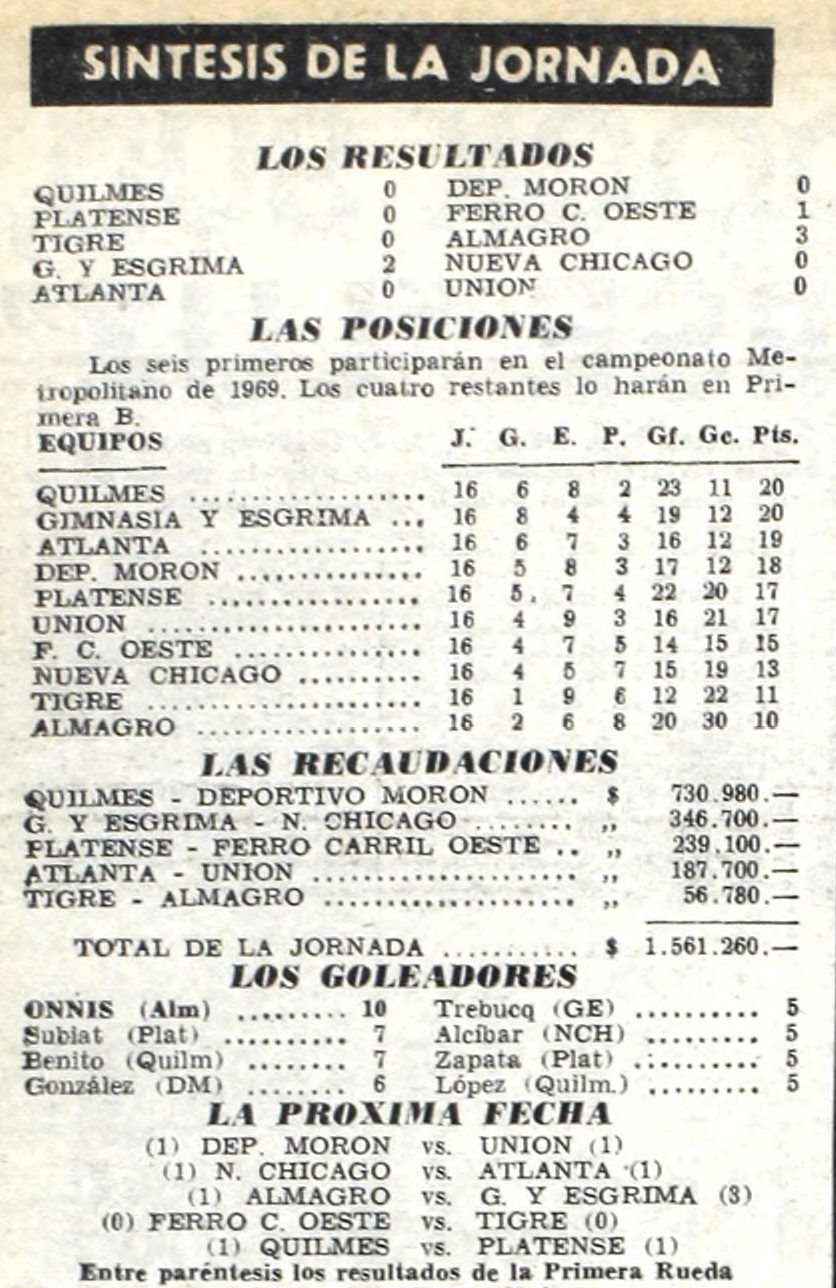 SINTESIS DE LA JORNADA
LOS RESULTADOS
QUILMES 0 DEP. MORON 0
PLATENSE 0 FERRO C. OESTE 1
TIGRE 0 ALMAGRO 3
G. Y ESGRIMA 2 NUEVA CHICAGO 0
ATLANTA 0 UNION 0
LAS POSICIONES
Los seis primeros participarán en el campeonato Me-
tropolitano de 1969. Los cuatro restantes lo harán en Pri-
mera B.
EQUIPOS J. G. E. P. Gf. Gc. Pts.
QUILMES .................. 16 6 8 2 23 11 20
GIMNASIA Y ESGRIMA ... 16 8 4 4 19 12 20
ATLANTA ................. 16 6 7 3 16 12 19
DEP. MORON .............. 16 5 8 3 17 12 18
PLATENSE ................ 16 5 7 4 22 20 17
UNION .................... 16 4 9 3 16 21 17
F. C. OESTE .............. 16 4 7 5 14 15 15
NUEVA CHICAGO .......... 16 4 5 7 15 19 13
TIGRE .................... 16 1 9 6 12 22 11
ALMAGRO ................. 16 2 6 8 20 30 10
LAS RECAUDACIONES
QUILMES - DEPORTIVO MORON ...... $ 730.980.—
G. Y ESGRIMA - N. CHICAGO ........ „ 346.700.—
PLATENSE - FERRO CARRIL OESTE .. „ 239.100.—
ATLANTA - UNION .................... „ 187.700.—
TIGRE - ALMAGRO ................... „ 56.780.—
TOTAL DE LA JORNADA ........... $ 1.561.260.—
LOS GOLEADORES
ONNIS (Alm) ......... 10 Trebucq (GE) .......... 5
Subiat (Plat) .......... 7 Alcíbar (NCH) ......... 5
Benito (Quilm) ........ 7 Zapata (Plat) .......... 5
González (DM) ........ 6 López (Quilm.) ......... 5
LA PROXIMA FECHA
(1) DEP. MORON vs. UNION (1)
(1) N. CHICAGO vs. ATLANTA (1)
(1) ALMAGRO vs. G. Y ESGRIMA (3)
(0) FERRO C. OESTE vs. TIGRE (0)
(1) QUILMES vs. PLATENSE (1)
Entre paréntesis los resultados de la Primera Rueda